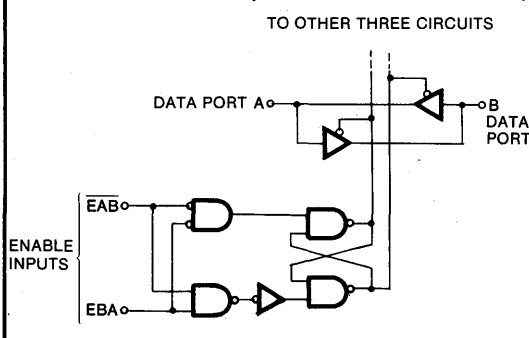 TO OTHER THREE CIRCUITS
DATA PORT A
B
DATA
PORT
EAB
ENABLE
INPUTS
EBA